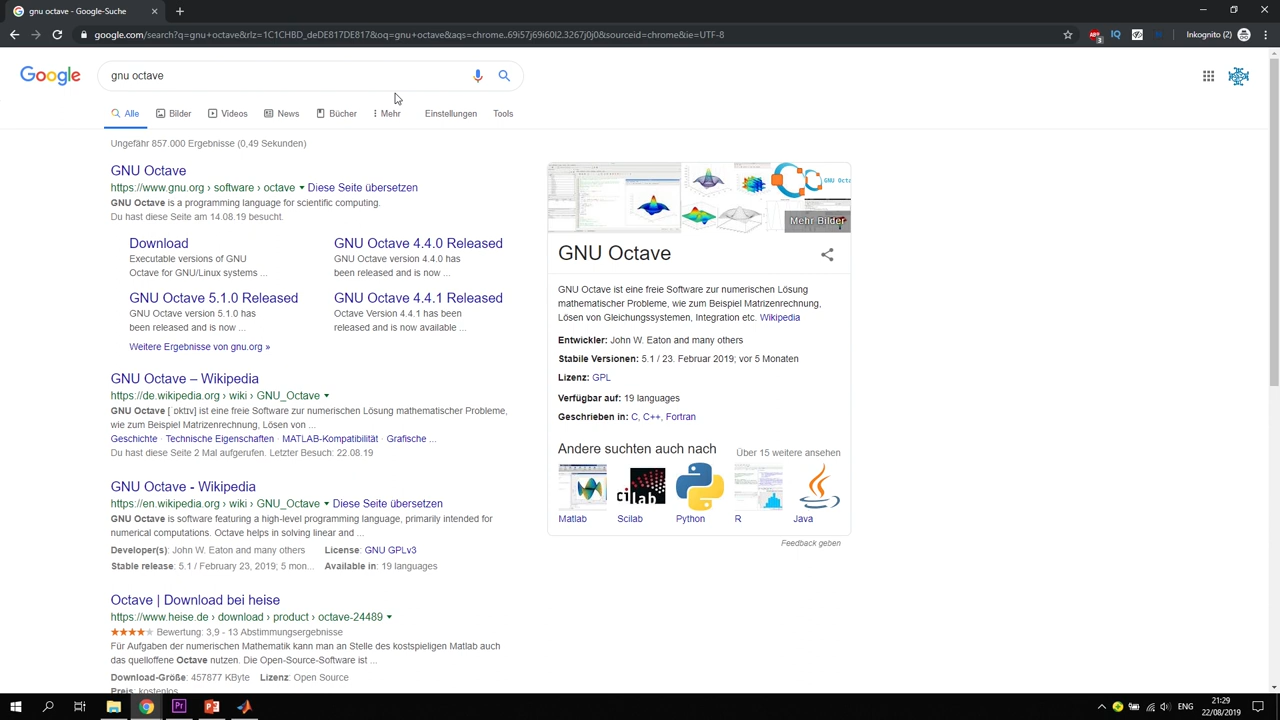 gnu octave - Google-Suche
google.com/search?q=gnu+octave&rlz=1C1CHBD_deDE817DE817&oq=gnu+octave&aqs=chrome..69i57j69i60l2.3267j0j0&sourceid=chrome&ie=UTF-8
Inkognito (2)
Google
gnu octave
Alle Bilder Videos News Bücher Mehr Einstellungen Tools
Ungefähr 857.000 Ergebnisse (0,49 Sekunden)
GNU Octave
https://www.gnu.org › software › octave ▾ Diese Seite übersetzen
GNU Octave is a programming language for scientific computing.
Du hast diese Seite am 14.08.19 besucht.
Download
Executable versions of GNU
Octave for GNU/Linux systems ...
GNU Octave 4.4.0 Released
GNU Octave version 4.4.0 has
been released and is now ...
GNU Octave 5.1.0 Released
GNU Octave version 5.1.0 has
been released and is now ...
GNU Octave 4.4.1 Released
Octave Version 4.4.1 has been
released and is now available ...
Weitere Ergebnisse von gnu.org »
GNU Octave – Wikipedia
https://de.wikipedia.org › wiki › GNU_Octave ▾
GNU Octave [ˈɒktɪv] ist eine freie Software zur numerischen Lösung mathematischer Probleme,
wie zum Beispiel Matrizenrechnung, Lösen von ...
Geschichte · Technische Eigenschaften · MATLAB-Kompatibilität · Grafische ...
Du hast diese Seite 2 Mal aufgerufen. Letzter Besuch: 22.08.19
GNU Octave - Wikipedia
https://en.wikipedia.org › wiki › GNU_Octave ▾ Diese Seite übersetzen
GNU Octave is software featuring a high-level programming language, primarily intended for
numerical computations. Octave helps in solving linear and ...
Developer(s): John W. Eaton and many others License: GNU GPLv3
Stable release: 5.1 / February 23, 2019; 5 mon... Available in: 19 languages
Octave | Download bei heise
https://www.heise.de › download › product › octave-24489 ▾
★★★★★ Bewertung: 3,9 - 13 Abstimmungsergebnisse
Für Aufgaben der numerischen Mathematik kann man an Stelle des kostspieligen Matlab auch
das quelloffene Octave nutzen. Die Open-Source-Software ist ...
Download-Größe: 457877 KByte Lizenz: Open Source
Preis: kostenlos
Mehr Bilder
GNU Octave
GNU Octave ist eine freie Software zur numerischen Lösung
mathematischer Probleme, wie zum Beispiel Matrizenrechnung,
Lösen von Gleichungssystemen, Integration etc. Wikipedia
Entwickler: John W. Eaton and many others
Stabile Versionen: 5.1 / 23. Februar 2019; vor 5 Monaten
Lizenz: GPL
Verfügbar auf: 19 languages
Geschrieben in: C, C++, Fortran
Andere suchten auch nach Über 15 weitere ansehen
scilab
Matlab Scilab Python R Java
Feedback geben
ENG
21:29
22/08/2019